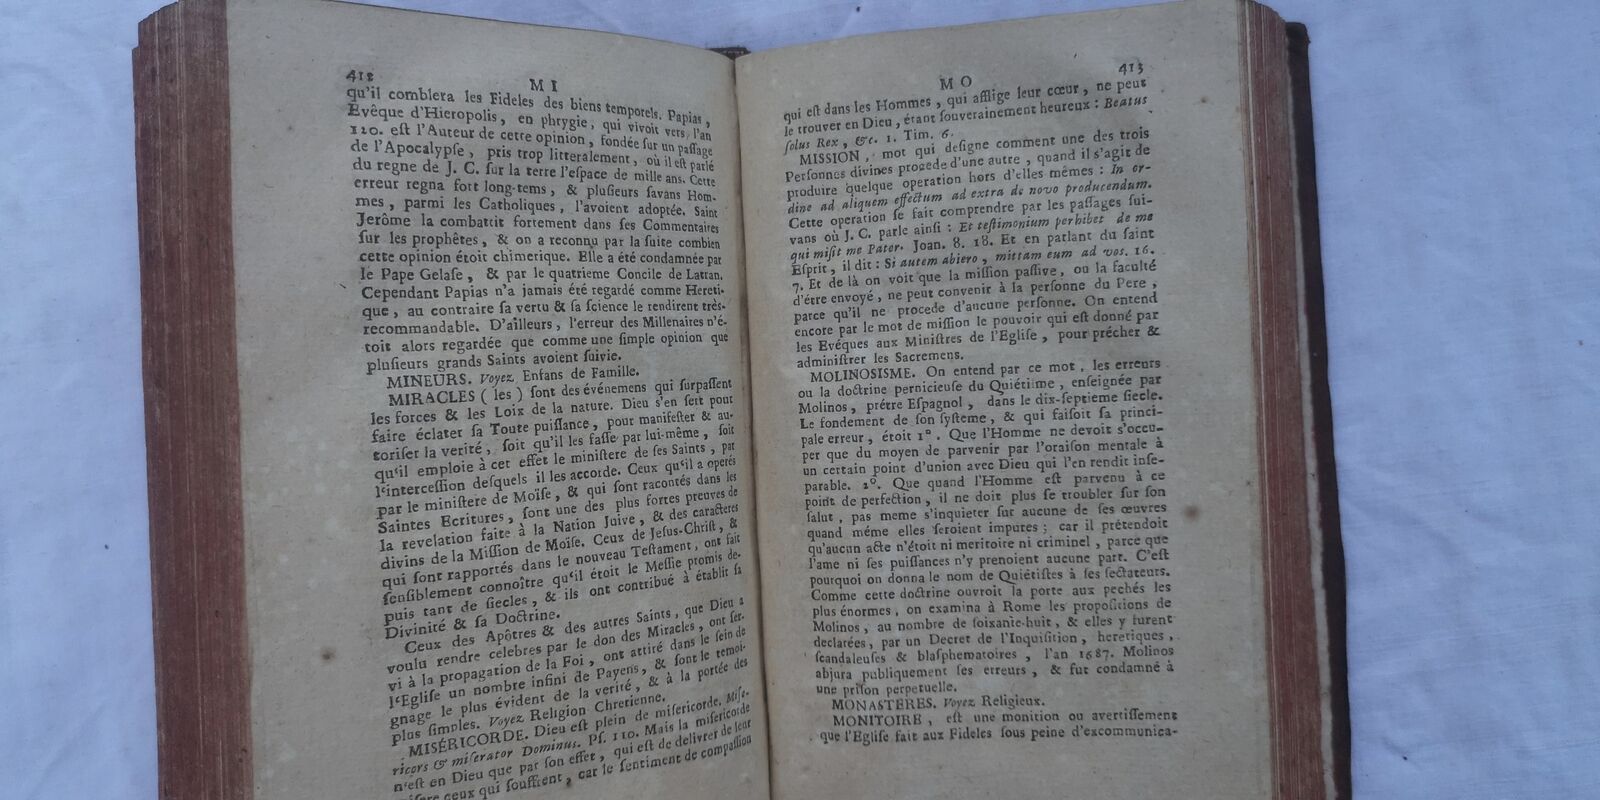 412
M I
qu'il comblera les Fideles des biens temporels. Papias,
Evêque d'Hieropolis, en phrygie, qui vivoit vers l'an
120. est l'Auteur de cette opinion, fondée sur un passage
de l'Apocalypse, pris trop litteralement, où il est parlé
du regne de J. C. sur la terre l'espace de mille ans. Cette
erreur regna fort long-tems, & plusieurs savans Hom-
mes, parmi les Catholiques, l'avoient adoptée. Saint
Jerôme la combattit fortement dans ses Commentaires
sur les prophêtes, & on a reconnu par la suite combien
cette opinion étoit chimerique. Elle a été condamnée par
le Pape Gelase, & par le quatrieme Concile de Latran.
Cependant Papias n'a jamais été regardé comme Hereti-
que, au contraire sa vertu & sa science le rendirent très-
recommandable. D'ailleurs, l'erreur des Millenaires n'é-
toit alors regardée que comme une simple opinion que
plusieurs grands Saints avoient suivie.
MINEURS. Voyez Enfans de Famille.
MIRACLES (les) sont des événemens qui surpassent
les forces & les Loix de la nature. Dieu s'en sert pour
faire éclater sa Toute puissance, pour manifester & au-
toriser la verité, soit qu'il les fasse par lui-même, soit
qu'il emploie à cet effet le ministere de ses Saints, par
l'intercession desquels il les accorde. Ceux qu'il a operés
par le ministere de Moïse, & qui sont racontés dans les
Saintes Ecritures, sont une des plus fortes preuves de
la revelation faite à la Nation Juive, & des caracteres
divins de la Mission de Moïse. Ceux de Jesus-Christ, &
qui sont rapportés dans le nouveau Testament, ont fait
sensiblement connoître qu'il étoit le Messie promis de-
puis tant de siecles, & ils ont contribué à établit sa
Divinité & sa Doctrine.
Ceux des Apôtres & des autres Saints, que Dieu a
voulu rendre celebres par le don des Miracles, ont ser-
vi à la propagation de la Foi, ont attiré dans le sein de
l'Eglise un nombre infini de Payens, & sont le temoi-
gnage le plus évident de la verité, & à la portée des
plus simples. Voyez Religion Chretienne.
MISÉRICORDE. Dieu est plein de misericorde. Mise-
ricors & miserator Dominus. Ps. 110. Mais la misericorde
n'est en Dieu que par son effet, qui est de delivrer de leur
misere ceux qui souffrent, car le sentiment de compassion
M O
413
qui est dans les Hommes, qui afflige leur cœur, ne peut
le trouver en Dieu, étant souverainement heureux : Beatus
solus Rex, &c. 1. Tim. 6.
MISSION, mot qui designe comment une des trois
Personnes divines procede d'une autre, quand il s'agit de
produire quelque operation hors d'elles mêmes : In or-
dine ad aliquem effectum ad extra de novo producendum.
Cette operation se fait comprendre par les passages sui-
vans où J. C. parle ainsi : Et testimonium perhibet de me
qui misit me Pater. Joan. 8. 18. Et en parlant du saint
Esprit, il dit : Si autem abiero, mittam eum ad vos. 16.
7. Et de là on voit que la mission passive, ou la faculté
d'être envoyé, ne peut convenir à la personne du Pere,
parce qu'il ne procede d'aucune personne. On entend
encore par le mot de mission le pouvoir qui est donné par
les Evéques aux Ministres de l'Eglise, pour prêcher &
administrer les Sacremens.
MOLINOSISME. On entend par ce mot, les erreurs
ou la doctrine pernicieuse du Quiétisme, enseignée par
Molinos, prétre Espagnol, dans le dix-septieme siecle.
Le fondement de son systeme, & qui faisoit sa princi-
pale erreur, étoit 1°. Que l'Homme ne devoit s'occu-
per que du moyen de parvenir par l'oraison mentale à
un certain point d'union avec Dieu qui l'en rendit inse-
parable. 2°. Que quand l'Homme est parvenu à ce
point de perfection, il ne doit plus se troubler sur son
salut, pas meme s'inquieter sur aucune de ses œuvres
quand méme elles seroient impures ; car il prétendoit
qu'aucun acte n'étoit ni meritoire ni criminel, parce que
l'ame ni ses puissances n'y prenoient aucune part. C'est
pourquoi on donna le nom de Quiétistes à ses sectateurs.
Comme cette doctrine ouvroit la porte aux pechés les
plus énormes, on examina à Rome les propositions de
Molinos, au nombre de soixante-huit, & elles y furent
declarées, par un Decret de l'Inquisition, heretiques,
scandaleuses & blasphematoires, l'an 1687. Molinos
abjura publiquement ses erreurs, & fut condamné à
une prison perpetuelle.
MONASTERES. Voyez Religieux.
MONITOIRE, est une monition ou avertissement
que l'Eglise fait aux Fideles sous peine d'excommunica-